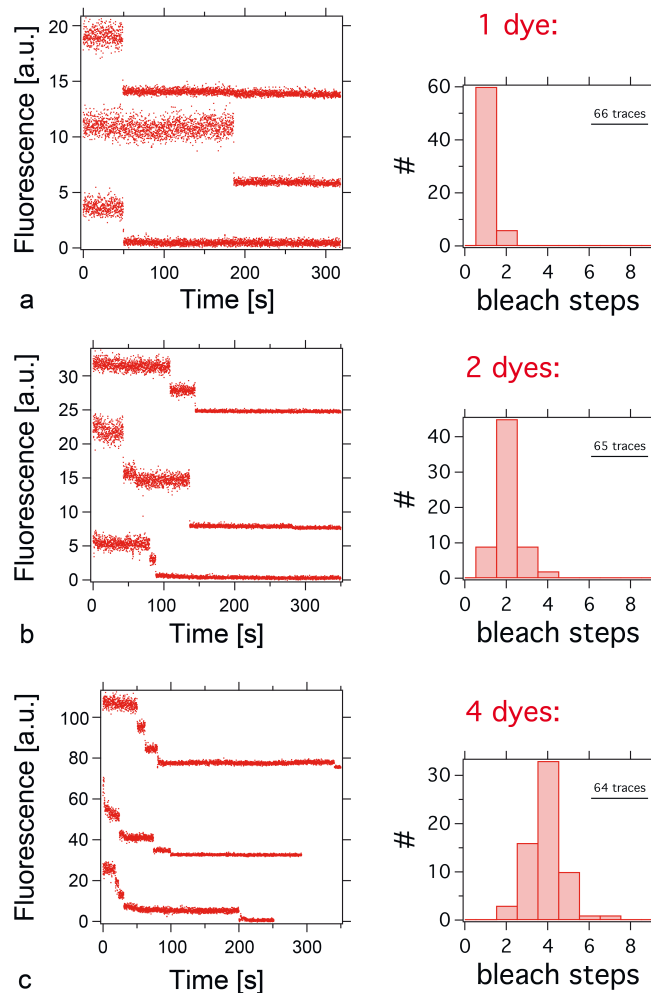 1 dye:
Fluorescence [a.u.]
20
15
10
5
0
0 100 200 300
Time [s]
a
#
60
40
20
0
66 traces
0 2 4 6 8
bleach steps
2 dyes:
Fluorescence [a.u.]
30
25
20
15
10
5
0
0 100 200 300
Time [s]
b
#
40
30
20
10
0
65 traces
0 2 4 6 8
bleach steps
4 dyes:
Fluorescence [a.u.]
100
80
60
40
20
0
0 100 200 300
Time [s]
c
#
30
20
10
0
64 traces
0 2 4 6 8
bleach steps